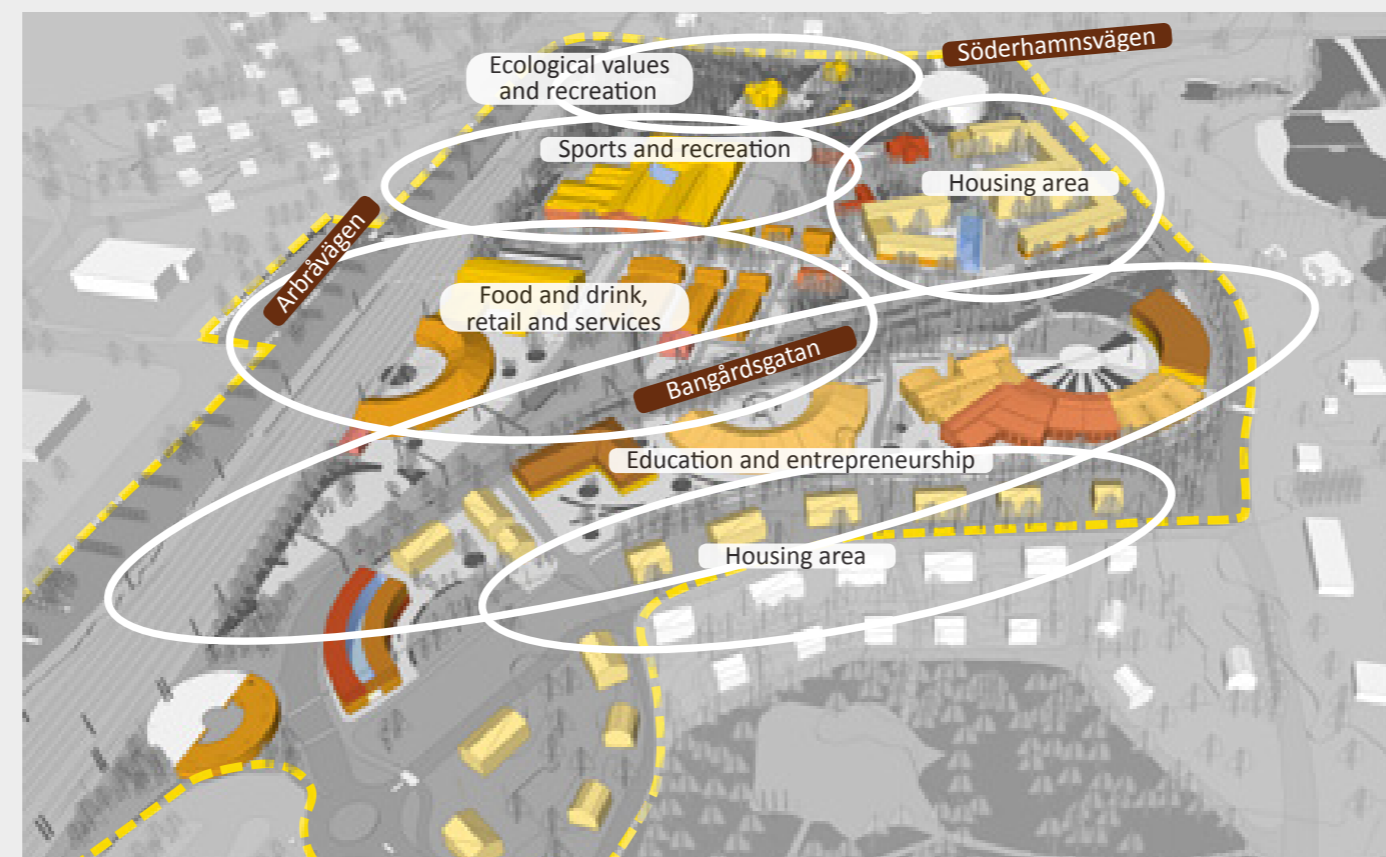 Söderhamnsvägen
Ecological values
and recreation
Sports and recreation
Housing area
Arbråvägen
Food and drink,
retail and services
Bangårdsgatan
Education and entrepreneurship
Housing area